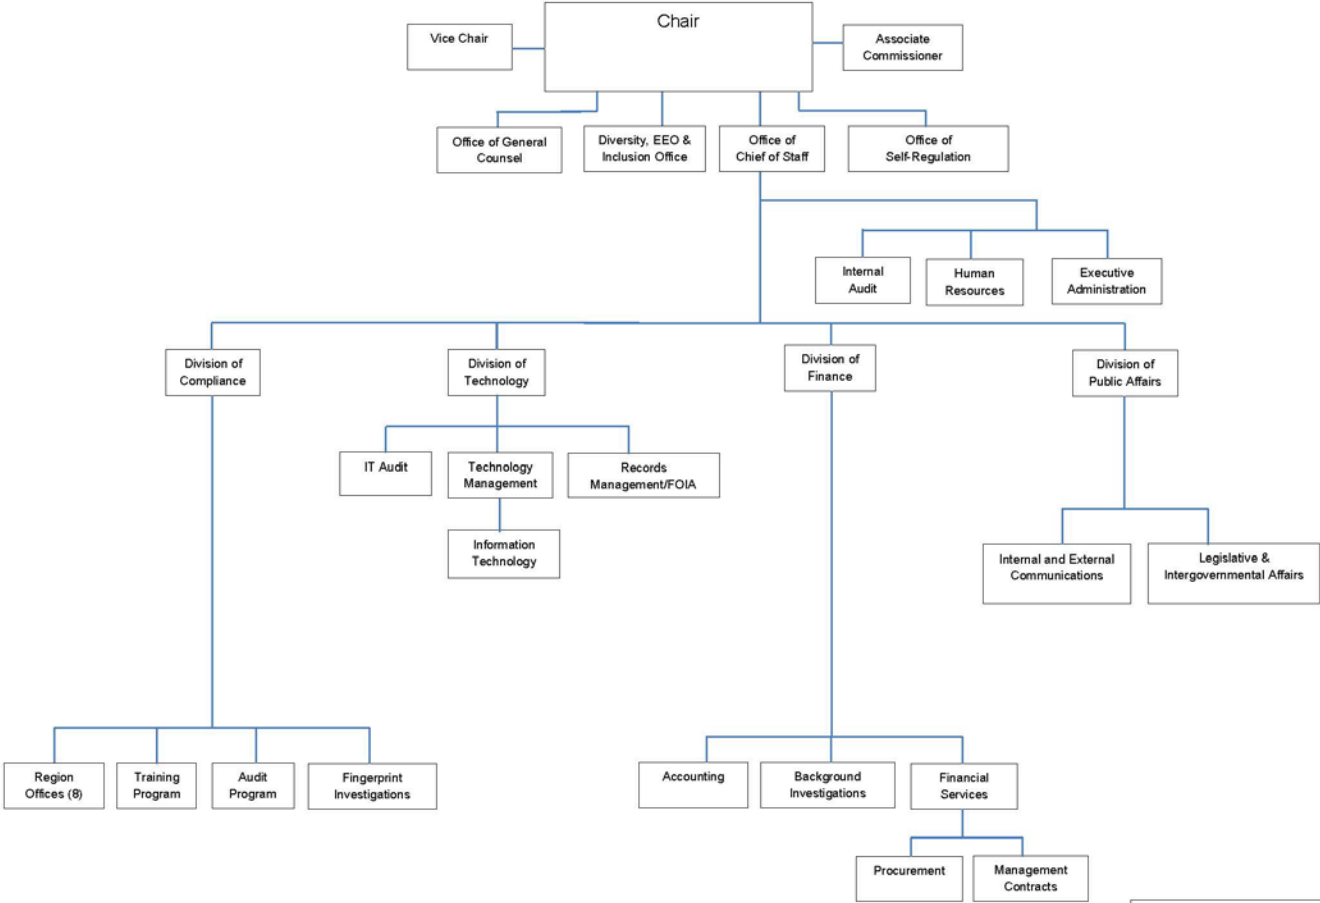 Chair
Vice Chair
Associate
Commissioner
Office of General
Counsel
Diversity, EEO &
Inclusion Office
Office of
Chief of Staff
Office of
Self-Regulation
Internal
Audit
Human
Resources
Executive
Administration
Division of
Compliance
Division of
Technology
Division of
Finance
Division of
Public Affairs
IT Audit
Technology
Management
Records
Management/FOIA
Information
Technology
Internal and External
Communications
Legislative &
Intergovernmental Affairs
Region
Offices (8)
Training
Program
Audit
Program
Fingerprint
Investigations
Accounting
Background
Investigations
Financial
Services
Procurement
Management
Contracts